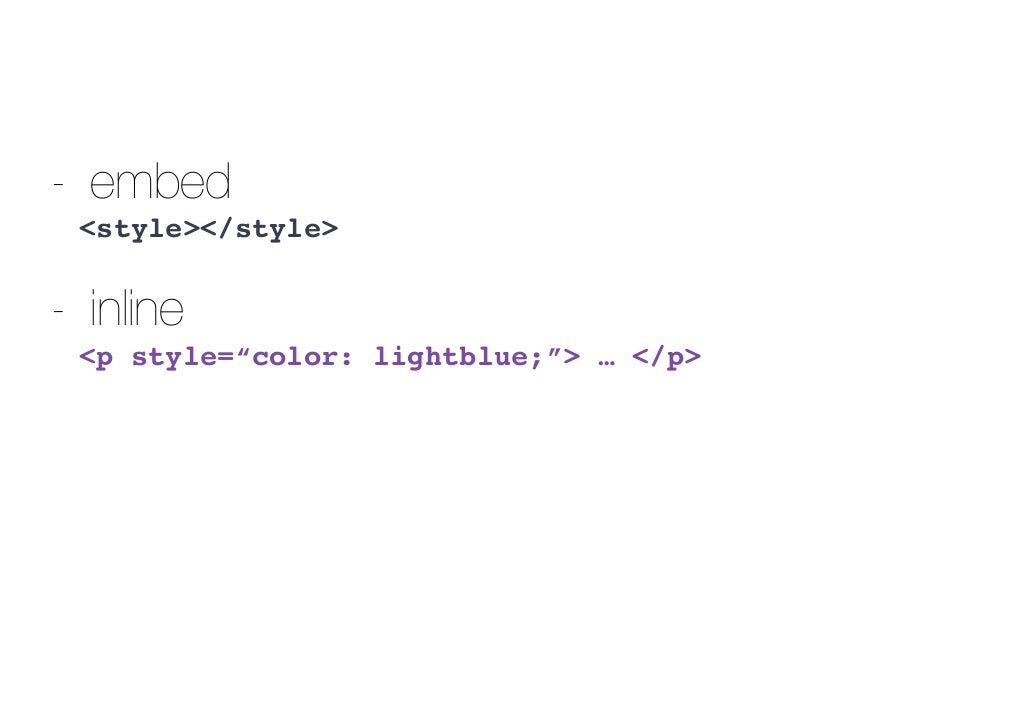 - embed
<style></style>
- inline
<p style=“color: lightblue;”> … </p>